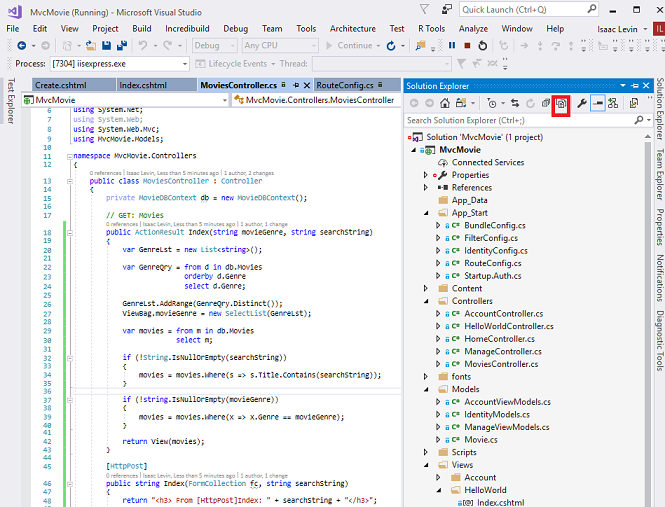 MvcMovie (Running) - Microsoft Visual Studio
Quick Launch (Ctrl+Q)
File Edit View Project Build Incredibuild Debug Team Tools Architecture Test R Tools Analyze Window Help
Isaac Levin IL
Debug Any CPU Continue
Process: [7304] iisexpress.exe Lifecycle Events Thread:
Test Explorer
Create.cshtml Index.cshtml MoviesController.cs RouteConfig.cs
MvcMovie MvcMovie.Controllers.MoviesController
6 using System.Net;
7 using System.Web;
8 using System.Web.Mvc;
9 using MvcMovie.Models;
10
11 namespace MvcMovie.Controllers
12 {
0 references | Isaac Levin, Less than 5 minutes ago | 1 author, 2 changes
13 public class MoviesController : Controller
14 {
15 private MovieDBContext db = new MovieDBContext();
16
17 // GET: Movies
0 references | Isaac Levin, Less than 5 minutes ago | 1 author, 1 change
18 public ActionResult Index(string movieGenre, string searchString)
19 {
20 var GenreLst = new List<string>();
21
22 var GenreQry = from d in db.Movies
23 orderby d.Genre
24 select d.Genre;
25
26 GenreLst.AddRange(GenreQry.Distinct());
27 ViewBag.movieGenre = new SelectList(GenreLst);
28
29 var movies = from m in db.Movies
30 select m;
31
32 if (!String.IsNullOrEmpty(searchString))
33 {
34 movies = movies.Where(s => s.Title.Contains(searchString));
35 }
36
37 if (!string.IsNullOrEmpty(movieGenre))
38 {
39 movies = movies.Where(x => x.Genre == movieGenre);
40 }
41
42 return View(movies);
43 }
44
45 [HttpPost]
0 references | Isaac Levin, Less than 5 minutes ago | 1 author, 1 change
46 public string Index(FormCollection fc, string searchString)
47 {
48 return "<h3> From [HttpPost]Index: " + searchString + "</h3>";
Solution Explorer
Search Solution Explorer (Ctrl+;)
Solution 'MvcMovie' (1 project)
MvcMovie
Connected Services
Properties
References
App_Data
App_Start
BundleConfig.cs
FilterConfig.cs
IdentityConfig.cs
RouteConfig.cs
Startup.Auth.cs
Content
Controllers
AccountController.cs
HelloWorldController.cs
HomeController.cs
ManageController.cs
MoviesController.cs
fonts
Models
AccountViewModels.cs
IdentityModels.cs
ManageViewModels.cs
Movie.cs
Scripts
Views
Account
HelloWorld
Index.cshtml
Solution Explorer
Team Explorer
Properties
Notifications
Diagnostic Tools